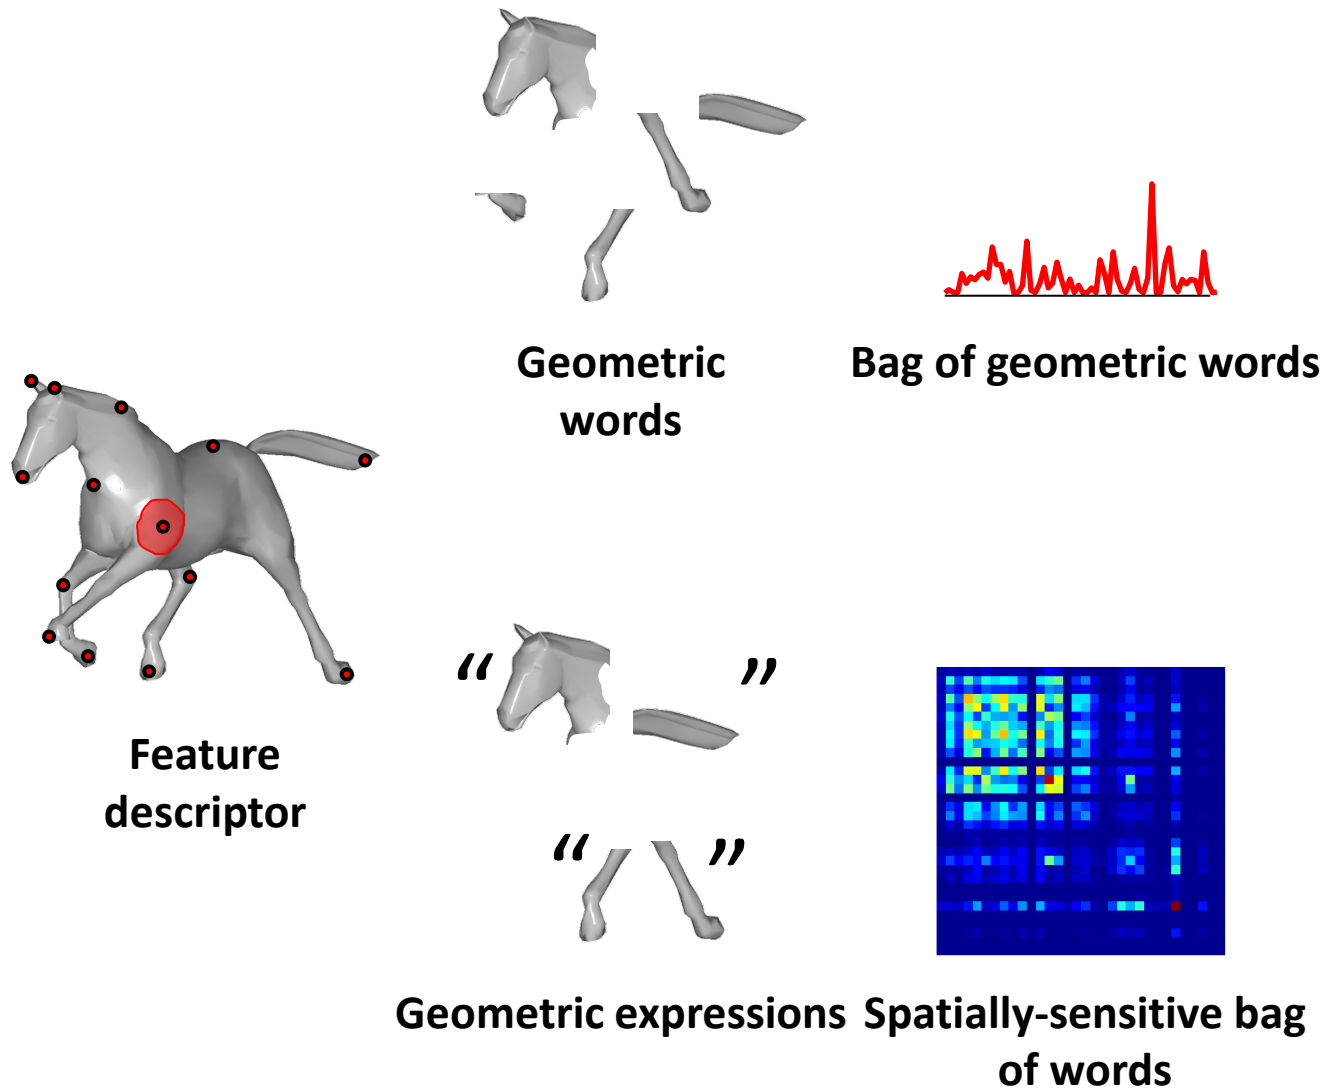 Geometric
words
Bag of geometric words
Feature
descriptor
“ ”
“ ”
Geometric expressions
Spatially-sensitive bag
of words